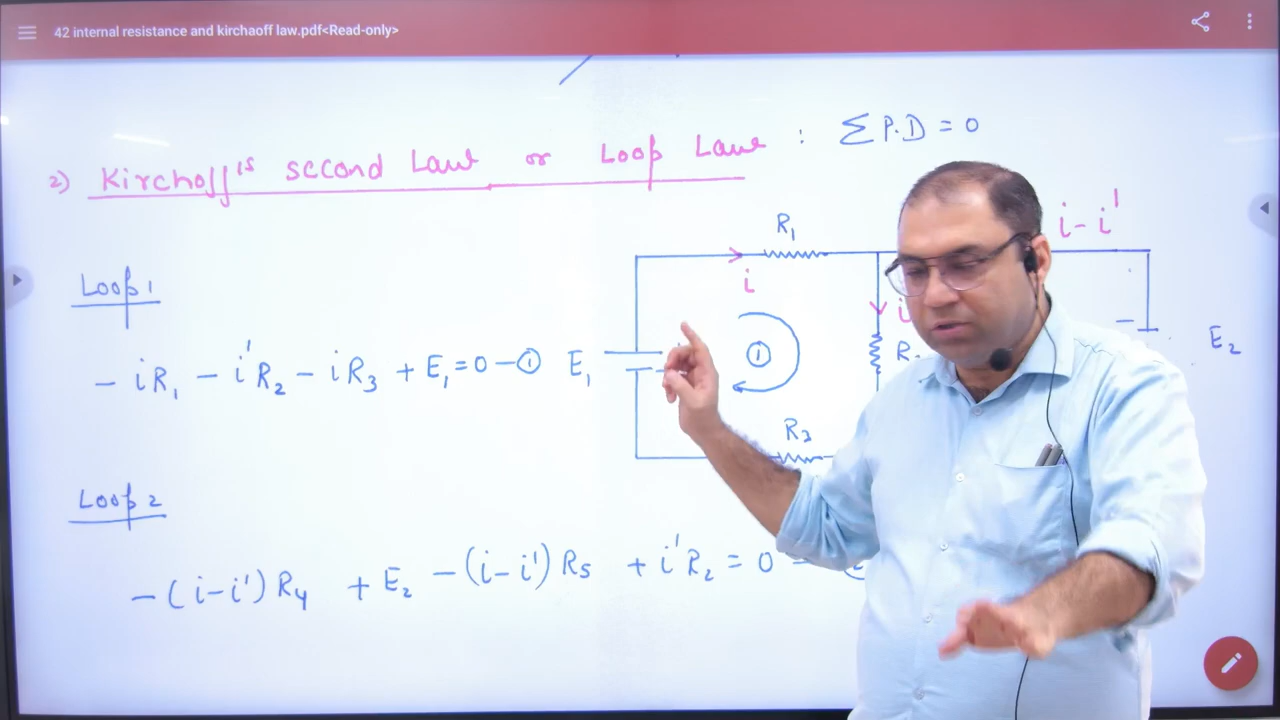 42 internal resistance and kirchaoff law.pdf<Read-only>
2) Kirchoff's second Law or Loop Law : ΣP.D = 0
i - i'
R₁
i
Loop 1
- iR₁ - i'R₂ - iR₃ + E₁ = 0 - ①
E₁
①
i
R
E₂
R₃
Loop 2
- (i - i')R₄ + E₂ - (i - i')R₅ + i'R₂ = 0 -